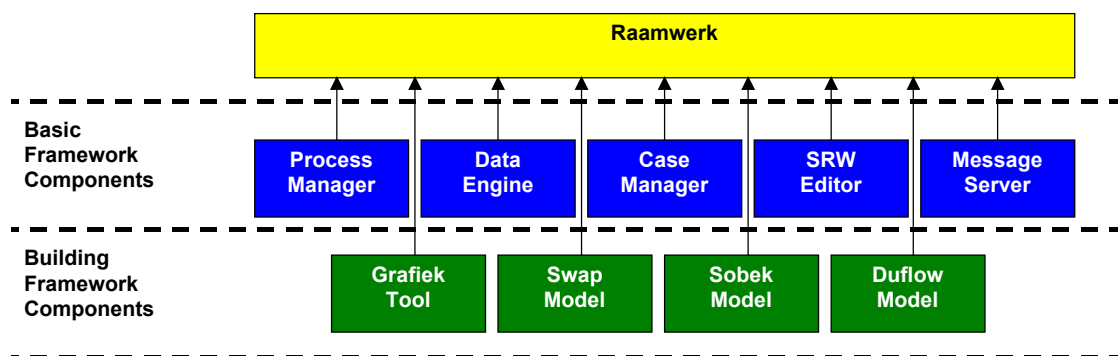 Raamwerk
Basic
Framework
Components
Process
Manager
Data
Engine
Case
Manager
SRW
Editor
Message
Server
Building
Framework
Components
Grafiek
Tool
Swap
Model
Sobek
Model
Duflow
Model